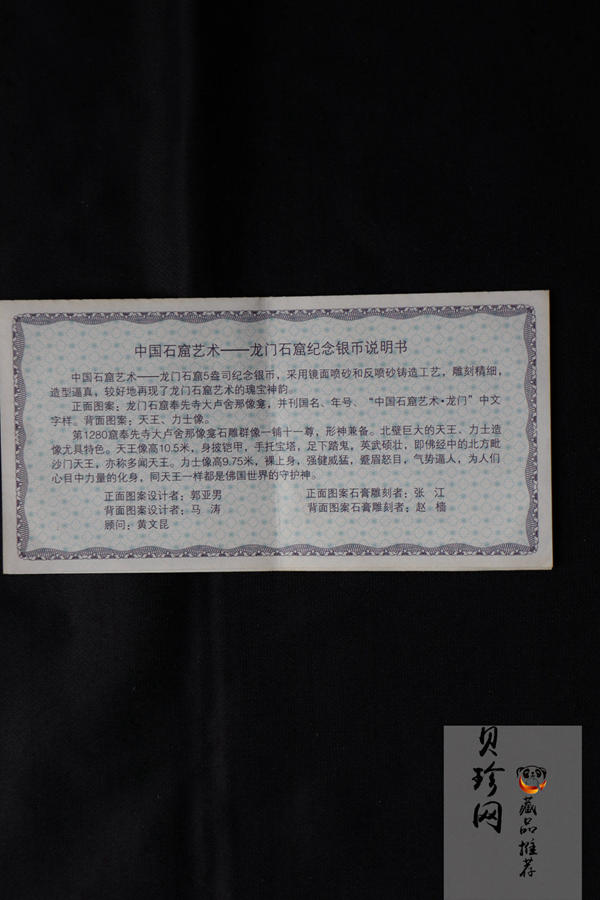 中国石窟艺术——龙门石窟纪念银币说明书
中国石窟艺术——龙门石窟5盎司纪念银币，采用镜面喷砂和反喷砂铸造工艺，雕刻精细，
造型逼真，较好地再现了龙门石窟艺术的瑰宝神韵。
正面图案：龙门石窟奉先寺大卢舍那像龛，并刊国名、年号、“中国石窟艺术·龙门”中文
字样。背面图案：天王、力士像。
第1280窟奉先寺大卢舍那像龛石雕群像一铺十一尊，形神兼备。北壁巨大的天王、力士造
像尤具特色。天王像高10.5米，身披铠甲，手托宝塔，足下踏鬼，英武硕壮，即佛经中的北方毗
沙门天王，亦称多闻天王。力士像高9.75米，裸上身，强健威猛，蹙眉怒目，气势逼人，为人们
心目中力量的化身，同天王一样都是佛国世界的守护神。
正面图案设计者：郭亚男 正面图案石膏雕刻者：张 江
背面图案设计者：马 涛 背面图案石膏雕刻者：赵 樯
顾问：黄文昆
贝珍网
藏品推荐